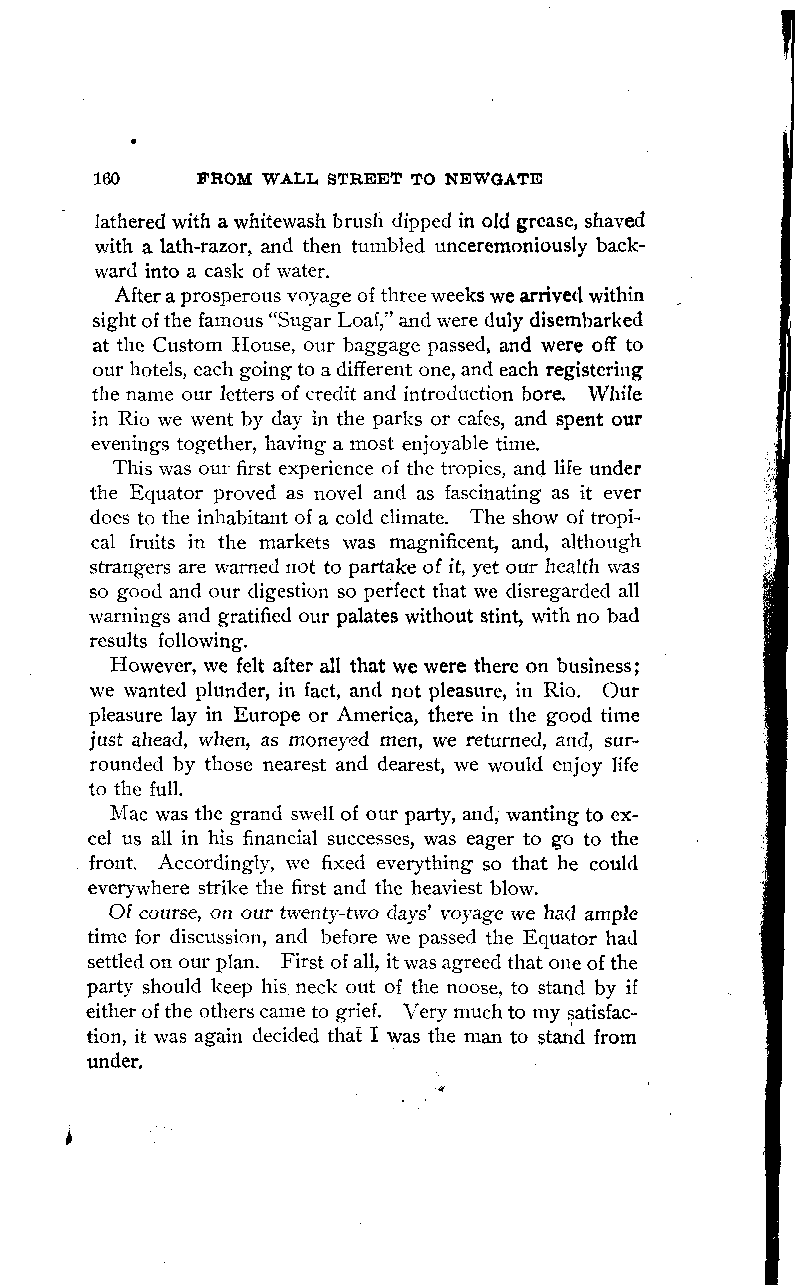 160 FROM WALL STREET TO NEWGATE
lathered with a whitewash brush dipped in old grease, shaved
with a lath-razor, and then tumbled unceremoniously back-
ward into a cask of water.
After a prosperous voyage of three weeks we arrived within
sight of the famous “Sugar Loaf,” and were duly disembarked
at the Custom House, our baggage passed, and were off to
our hotels, each going to a different one, and each registering
the name our letters of credit and introduction bore. While
in Rio we went by day in the parks or cafes, and spent our
evenings together, having a most enjoyable time.
This was our first experience of the tropics, and life under
the Equator proved as novel and as fascinating as it ever
does to the inhabitant of a cold climate. The show of tropi-
cal fruits in the markets was magnificent, and, although
strangers are warned not to partake of it, yet our health was
so good and our digestion so perfect that we disregarded all
warnings and gratified our palates without stint, with no bad
results following.
However, we felt after all that we were there on business;
we wanted plunder, in fact, and not pleasure, in Rio. Our
pleasure lay in Europe or America, there in the good time
just ahead, when, as moneyed men, we returned, and, sur-
rounded by those nearest and dearest, we would enjoy life
to the full.
Mac was the grand swell of our party, and, wanting to ex-
cel us all in his financial successes, was eager to go to the
front. Accordingly, we fixed everything so that he could
everywhere strike the first and the heaviest blow.
Of course, on our twenty-two days’ voyage we had ample
time for discussion, and before we passed the Equator had
settled on our plan. First of all, it was agreed that one of the
party should keep his neck out of the noose, to stand by if
either of the others came to grief. Very much to my satisfac-
tion, it was again decided that I was the man to stand from
under.